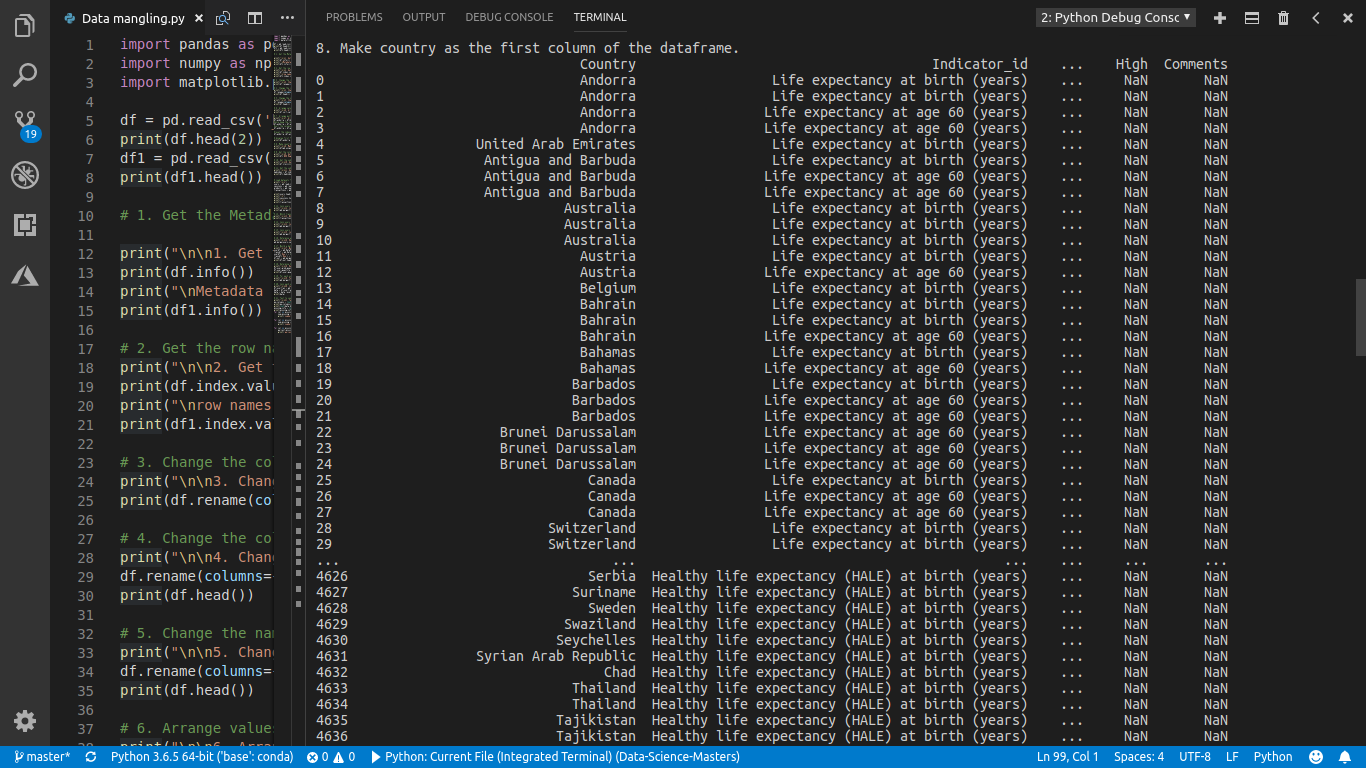 Data mangling.py
PROBLEMS OUTPUT DEBUG CONSOLE TERMINAL
2: Python Debug Consc
1 import pandas as p
2 import numpy as np
3 import matplotlib.
4
5 df = pd.read_csv('
6 print(df.head(2))
7 df1 = pd.read_csv(
8 print(df1.head())
9
10 # 1. Get the Metad
11
12 print("\n\n1. Get
13 print(df.info())
14 print("\nMetadata
15 print(df1.info())
16
17 # 2. Get the row n
18 print("\n\n2. Get
19 print(df.index.valu
20 print("\nrow names
21 print(df1.index.va
22
23 # 3. Change the co
24 print("\n\n3. Chan
25 print(df.rename(co
26
27 # 4. Change the co
28 print("\n\n4. Chan
29 df.rename(columns=
30 print(df.head())
31
32 # 5. Change the na
33 print("\n\n5. Chan
34 df.rename(columns=
35 print(df.head())
36
37 # 6. Arrange value
8. Make country as the first column of the dataframe.
Country Indicator_id ... High Comments
0 Andorra Life expectancy at birth (years) ... NaN NaN
1 Andorra Life expectancy at birth (years) ... NaN NaN
2 Andorra Life expectancy at age 60 (years) ... NaN NaN
3 Andorra Life expectancy at age 60 (years) ... NaN NaN
4 United Arab Emirates Life expectancy at birth (years) ... NaN NaN
5 Antigua and Barbuda Life expectancy at birth (years) ... NaN NaN
6 Antigua and Barbuda Life expectancy at age 60 (years) ... NaN NaN
7 Antigua and Barbuda Life expectancy at age 60 (years) ... NaN NaN
8 Australia Life expectancy at birth (years) ... NaN NaN
9 Australia Life expectancy at birth (years) ... NaN NaN
10 Australia Life expectancy at birth (years) ... NaN NaN
11 Austria Life expectancy at birth (years) ... NaN NaN
12 Austria Life expectancy at age 60 (years) ... NaN NaN
13 Belgium Life expectancy at birth (years) ... NaN NaN
14 Bahrain Life expectancy at birth (years) ... NaN NaN
15 Bahrain Life expectancy at birth (years) ... NaN NaN
16 Bahrain Life expectancy at age 60 (years) ... NaN NaN
17 Bahamas Life expectancy at birth (years) ... NaN NaN
18 Bahamas Life expectancy at age 60 (years) ... NaN NaN
19 Barbados Life expectancy at birth (years) ... NaN NaN
20 Barbados Life expectancy at age 60 (years) ... NaN NaN
21 Barbados Life expectancy at age 60 (years) ... NaN NaN
22 Brunei Darussalam Life expectancy at age 60 (years) ... NaN NaN
23 Brunei Darussalam Life expectancy at age 60 (years) ... NaN NaN
24 Brunei Darussalam Life expectancy at age 60 (years) ... NaN NaN
25 Canada Life expectancy at birth (years) ... NaN NaN
26 Canada Life expectancy at age 60 (years) ... NaN NaN
27 Canada Life expectancy at age 60 (years) ... NaN NaN
28 Switzerland Life expectancy at birth (years) ... NaN NaN
29 Switzerland Life expectancy at birth (years) ... NaN NaN
... ... ... ... ... ...
4626 Serbia Healthy life expectancy (HALE) at birth (years) ... NaN NaN
4627 Suriname Healthy life expectancy (HALE) at birth (years) ... NaN NaN
4628 Sweden Healthy life expectancy (HALE) at birth (years) ... NaN NaN
4629 Swaziland Healthy life expectancy (HALE) at birth (years) ... NaN NaN
4630 Seychelles Healthy life expectancy (HALE) at birth (years) ... NaN NaN
4631 Syrian Arab Republic Healthy life expectancy (HALE) at birth (years) ... NaN NaN
4632 Chad Healthy life expectancy (HALE) at birth (years) ... NaN NaN
4633 Thailand Healthy life expectancy (HALE) at birth (years) ... NaN NaN
4634 Thailand Healthy life expectancy (HALE) at birth (years) ... NaN NaN
4635 Tajikistan Healthy life expectancy (HALE) at birth (years) ... NaN NaN
4636 Tajikistan Healthy life expectancy (HALE) at birth (years) ... NaN NaN
19
master* Python 3.6.5 64-bit ('base': conda) 0 0 Python: Current File (Integrated Terminal) (Data-Science-Masters) Ln 99, Col 1 Spaces: 4 UTF-8 LF Python